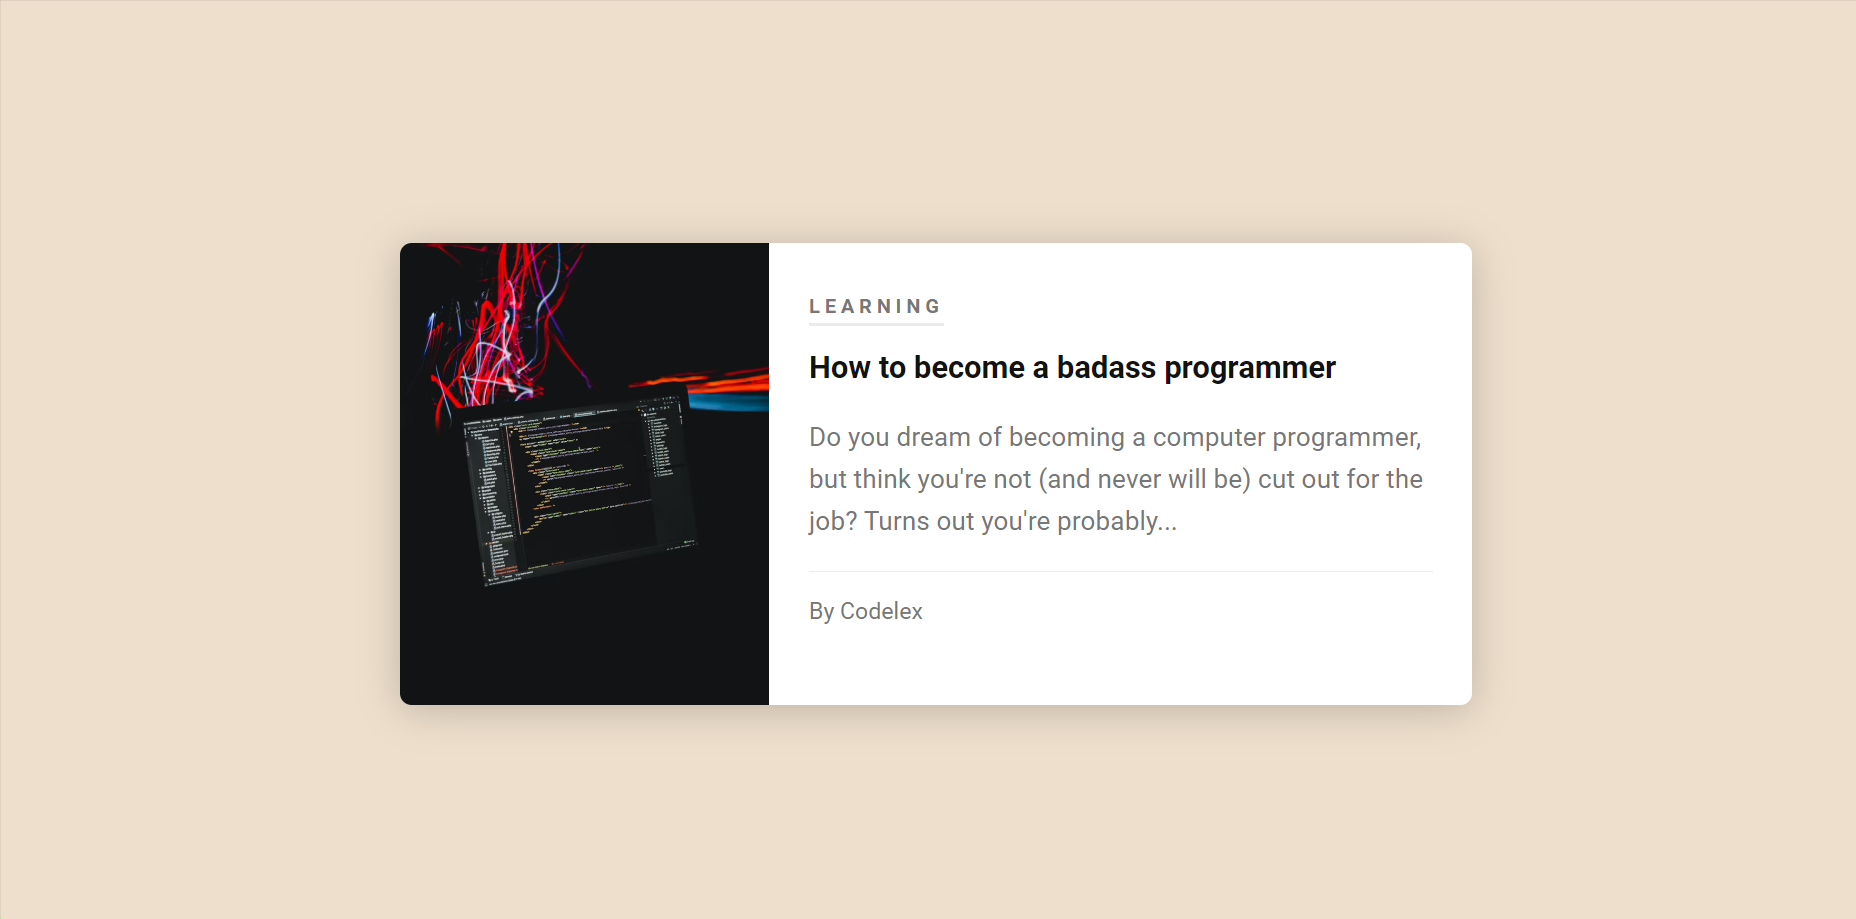 LEARNING
How to become a badass programmer
Do you dream of becoming a computer programmer,
but think you're not (and never will be) cut out for the
job? Turns out you're probably...
By Codelex